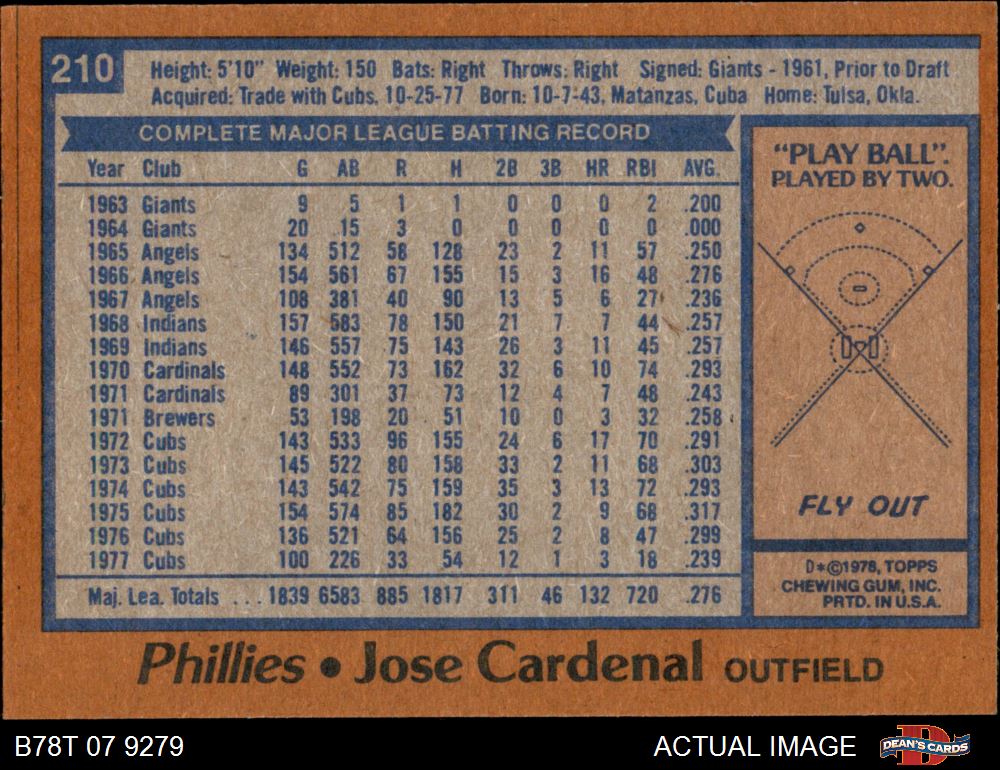 210
Height: 5'10" Weight: 150 Bats: Right Throws: Right Signed: Giants - 1961, Prior to Draft
Acquired: Trade with Cubs, 10-25-77 Born: 10-7-43, Matanzas, Cuba Home: Tulsa, Okla.
COMPLETE MAJOR LEAGUE BATTING RECORD
Year Club G AB R H 2B 3B HR RBI AVG.
1963 Giants 9 5 1 1 0 0 0 2 .200
1964 Giants 20 15 3 0 0 0 0 0 .000
1965 Angels 134 512 58 128 23 2 11 57 .250
1966 Angels 154 561 67 155 15 3 16 48 .276
1967 Angels 108 381 40 90 13 5 6 27 .236
1968 Indians 157 583 78 150 21 7 7 44 .257
1969 Indians 146 557 75 143 26 3 11 45 .257
1970 Cardinals 148 552 73 162 32 6 10 74 .293
1971 Cardinals 89 301 37 73 12 4 7 48 .243
1971 Brewers 53 198 20 51 10 0 3 32 .258
1972 Cubs 143 533 96 155 24 6 17 70 .291
1973 Cubs 145 522 80 158 33 2 11 68 .303
1974 Cubs 143 542 75 159 35 3 13 72 .293
1975 Cubs 154 574 85 182 30 2 9 68 .317
1976 Cubs 136 521 64 156 25 2 8 47 .299
1977 Cubs 100 226 33 54 12 1 3 18 .239
Maj. Lea. Totals ... 1839 6583 885 1817 311 46 132 720 .276
"PLAY BALL".
PLAYED BY TWO.
FLY OUT
D*©1978, TOPPS
CHEWING GUM, INC.
PRTD. IN U.S.A.
Phillies • Jose Cardenal OUTFIELD
B78T 07 9279
ACTUAL IMAGE
D
DEAN'S CARDS